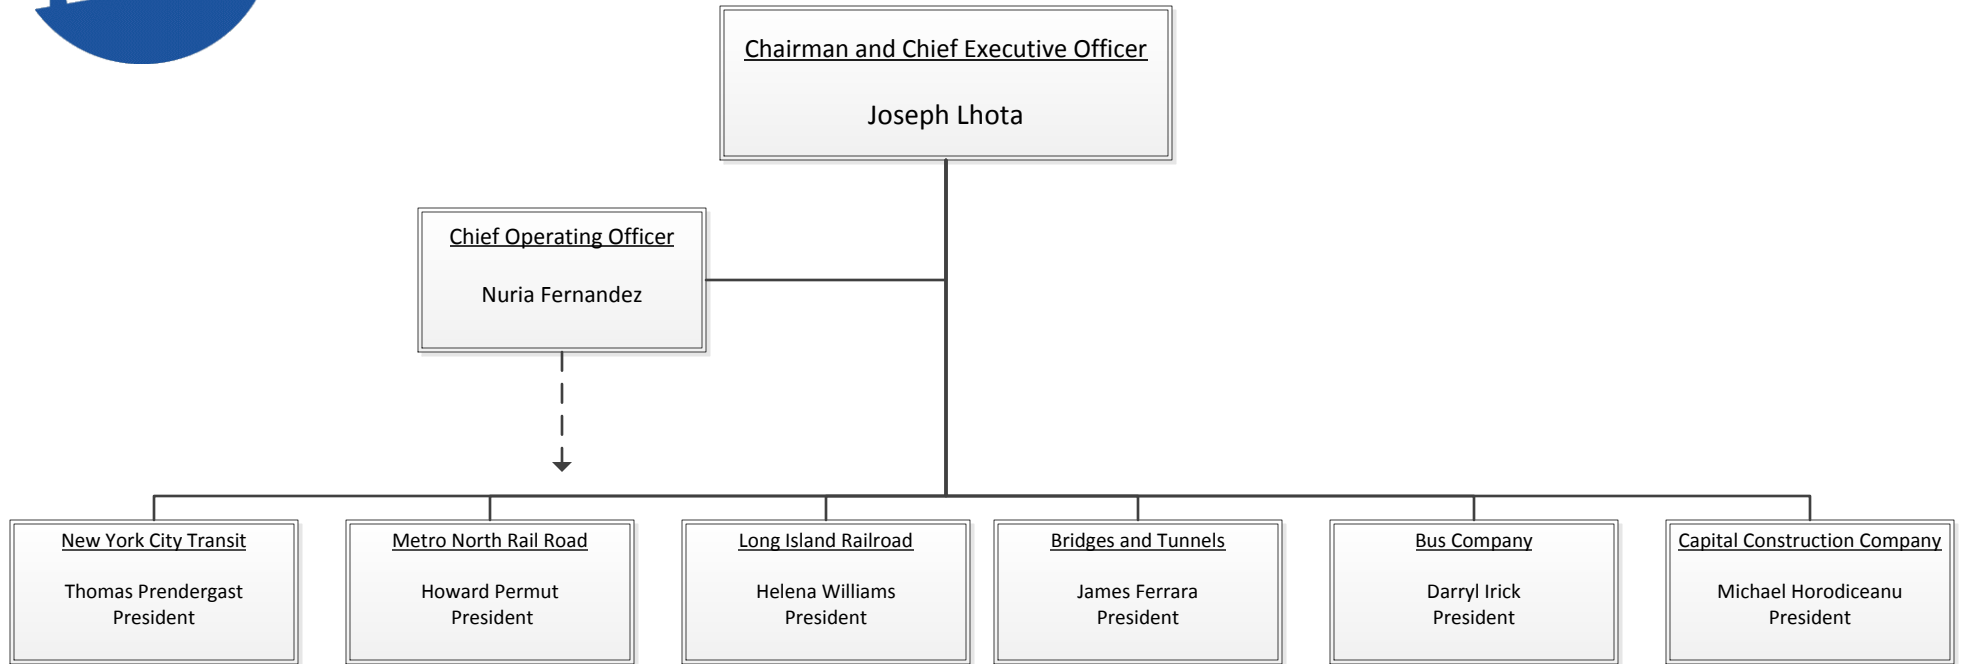 Chairman and Chief Executive Officer
Joseph Lhota
Chief Operating Officer
Nuria Fernandez
New York City Transit
Thomas Prendergast
President
Metro North Rail Road
Howard Permut
President
Long Island Railroad
Helena Williams
President
Bridges and Tunnels
James Ferrara
President
Bus Company
Darryl Irick
President
Capital Construction Company
Michael Horodiceanu
President